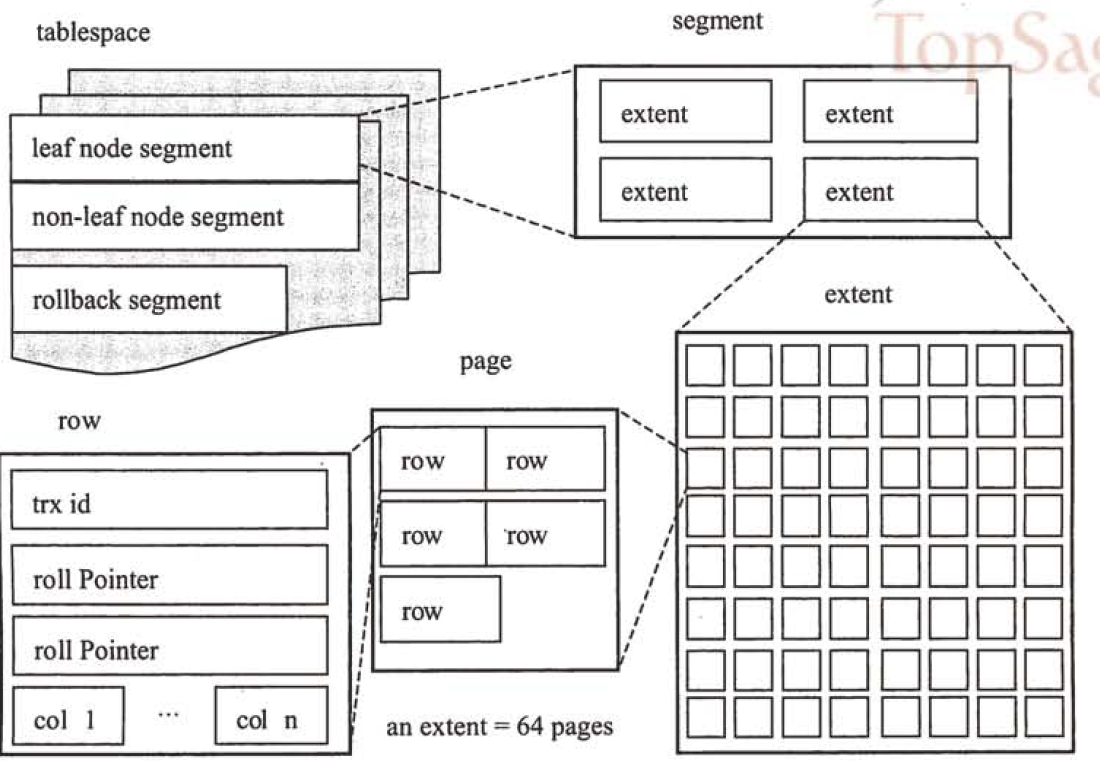 tablespace
segment
TopSag
leaf node segment
non-leaf node segment
rollback segment
extent
extent
extent
extent
extent
page
row
row
row
row
row
row
trx id
roll Pointer
roll Pointer
col 1
...
col n
an extent = 64 pages